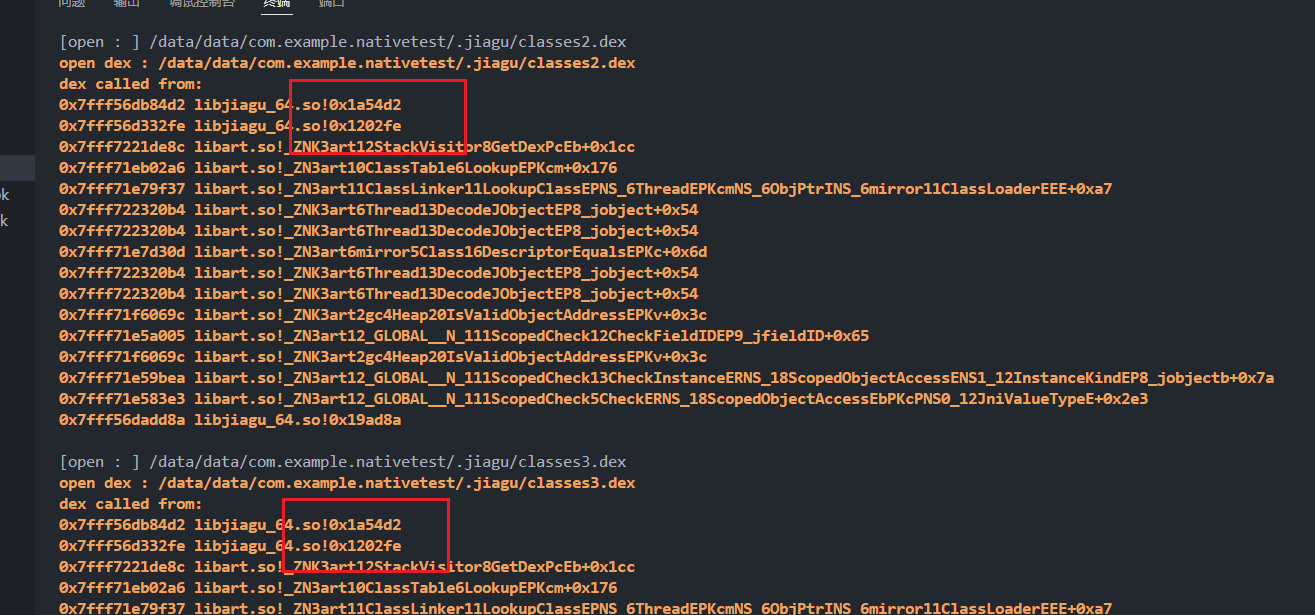 问题 输出 调试控制台 终端 端口
[open : ] /data/data/com.example.nativetest/.jiagu/classes2.dex
open dex : /data/data/com.example.nativetest/.jiagu/classes2.dex
dex called from:
0x7fff56db84d2 libjiagu_64.so!0x1a54d2
0x7fff56d332fe libjiagu_64.so!0x1202fe
0x7fff7221de8c libart.so!_ZNK3art12StackVisitor8GetDexPcEb+0x1cc
0x7fff71eb02a6 libart.so!_ZN3art10ClassTable6LookupEPKcm+0x176
0x7fff71e79f37 libart.so!_ZN3art11ClassLinker11LookupClassEPNS_6ThreadEPKcmNS_6ObjPtrINS_6mirror11ClassLoaderEEE+0xa7
0x7fff722320b4 libart.so!_ZNK3art6Thread13DecodeJObjectEP8_jobject+0x54
0x7fff722320b4 libart.so!_ZNK3art6Thread13DecodeJObjectEP8_jobject+0x54
0x7fff71e7d30d libart.so!_ZN3art6mirror5Class16DescriptorEqualsEPKc+0x6d
0x7fff722320b4 libart.so!_ZNK3art6Thread13DecodeJObjectEP8_jobject+0x54
0x7fff722320b4 libart.so!_ZNK3art6Thread13DecodeJObjectEP8_jobject+0x54
0x7fff71f6069c libart.so!_ZNK3art2gc4Heap20IsValidObjectAddressEPKv+0x3c
0x7fff71e5a005 libart.so!_ZN3art12_GLOBAL__N_111ScopedCheck12CheckFieldIDEP9_jfieldID+0x65
0x7fff71f6069c libart.so!_ZNK3art2gc4Heap20IsValidObjectAddressEPKv+0x3c
0x7fff71e59bea libart.so!_ZN3art12_GLOBAL__N_111ScopedCheck13CheckInstanceERNS_18ScopedObjectAccessENS1_12InstanceKindEP8_jobjectb+0x7a
0x7fff71e583e3 libart.so!_ZN3art12_GLOBAL__N_111ScopedCheck5CheckERNS_18ScopedObjectAccessEbPKcPNS0_12JniValueTypeE+0x2e3
0x7fff56dadd8a libjiagu_64.so!0x19ad8a
[open : ] /data/data/com.example.nativetest/.jiagu/classes3.dex
open dex : /data/data/com.example.nativetest/.jiagu/classes3.dex
dex called from:
0x7fff56db84d2 libjiagu_64.so!0x1a54d2
0x7fff56d332fe libjiagu_64.so!0x1202fe
0x7fff7221de8c libart.so!_ZNK3art12StackVisitor8GetDexPcEb+0x1cc
0x7fff71eb02a6 libart.so!_ZN3art10ClassTable6LookupEPKcm+0x176
0x7fff71e79f37 libart.so!_ZN3art11ClassLinker11LookupClassEPNS_6ThreadEPKcmNS_6ObjPtrINS_6mirror11ClassLoaderEEE+0xa7